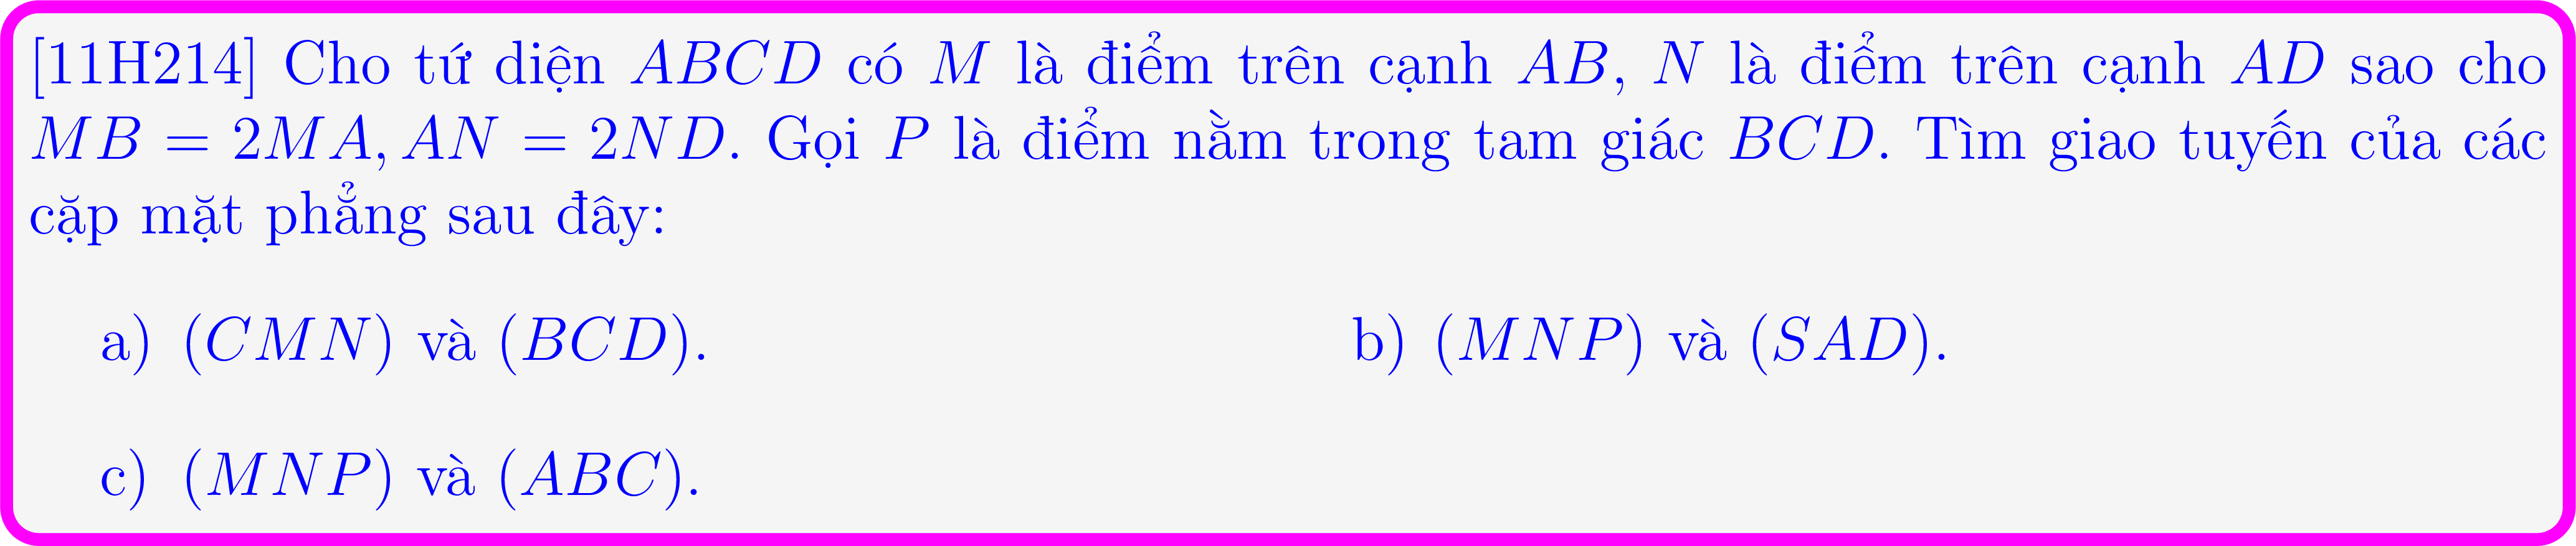 [11H214] Cho tứ diện ABCD có M là điểm trên cạnh AB, N là điểm trên cạnh AD sao cho
MB = 2MA, AN = 2ND. Gọi P là điểm nằm trong tam giác BCD. Tìm giao tuyến của các
cặp mặt phẳng sau đây:
a) (CMN) và (BCD). b) (MNP) và (SAD).
c) (MNP) và (ABC).